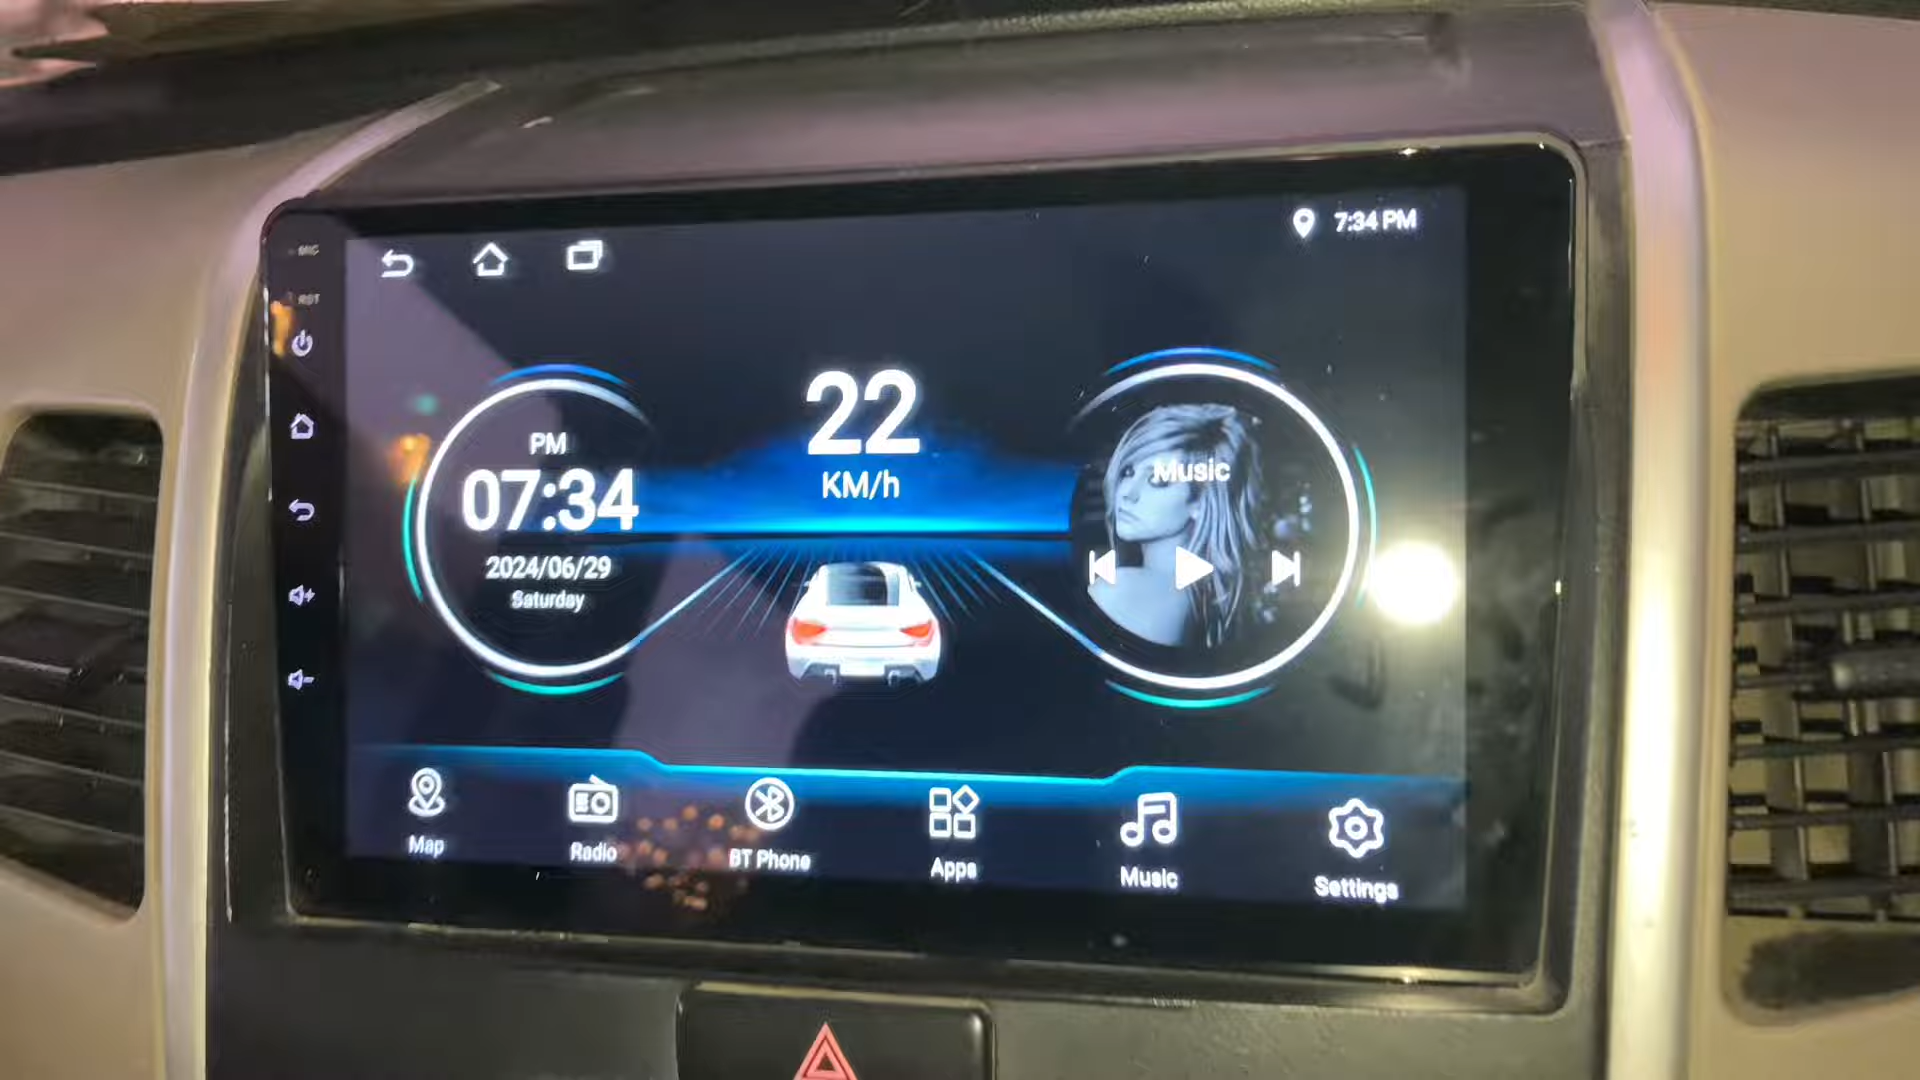 MIC
RST
7:34 PM
PM
07:34
2024/06/29
Saturday
22
KM/h
Music
Map
Radio
BT Phone
Apps
Music
Settings